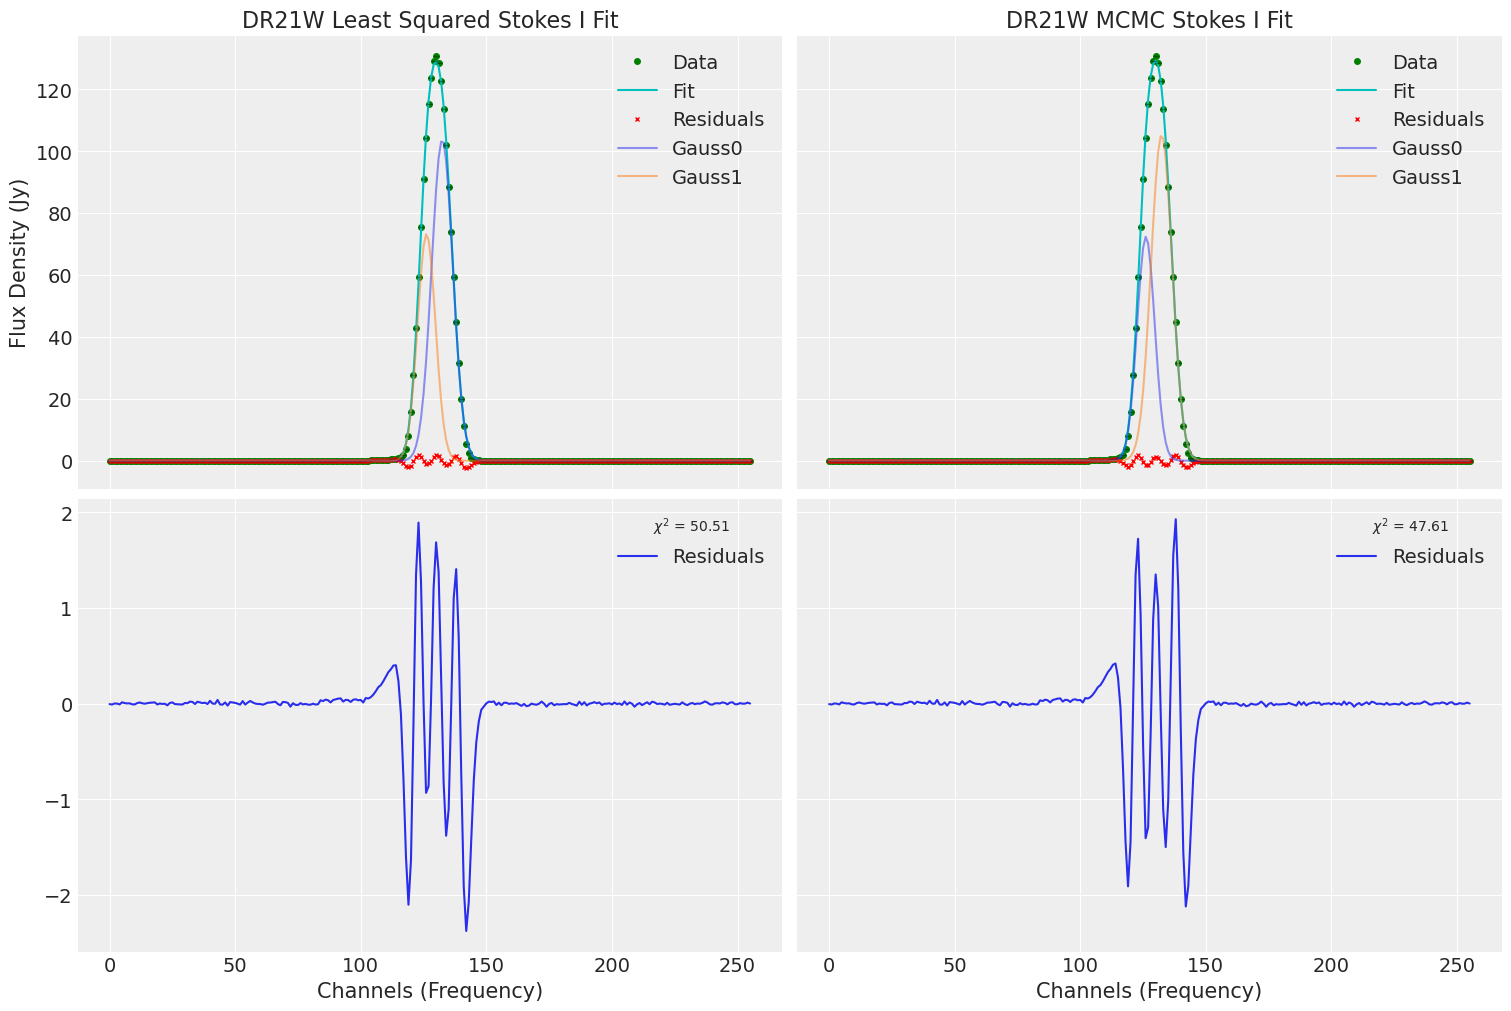 DR21W Least Squared Stokes I Fit
DR21W MCMC Stokes I Fit
Flux Density (Jy)
120
100
80
60
40
20
0
Data
Fit
Residuals
Gauss0
Gauss1
Data
Fit
Residuals
Gauss0
Gauss1
2
1
0
−1
−2
χ² = 50.51
Residuals
χ² = 47.61
Residuals
0 50 100 150 200 250
0 50 100 150 200 250
Channels (Frequency)
Channels (Frequency)